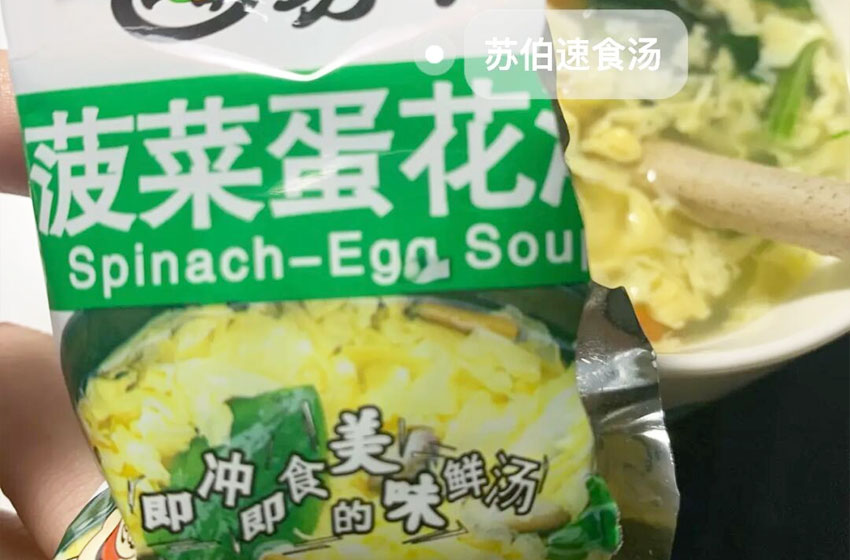 苏伯速食汤
菠菜蛋花
Spinach-Egg Soup
即冲即食美的味鲜汤